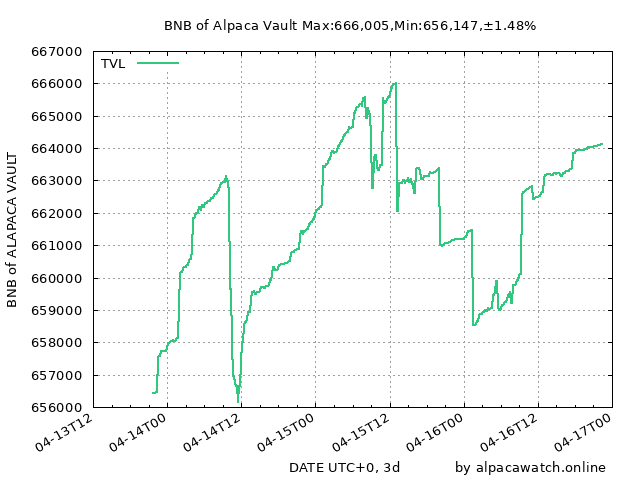 BNB of Alpaca Vault Max:666,005,Min:656,147,±1.48%
TVL
BNB of ALAPACA VAULT
667000
666000
665000
664000
663000
662000
661000
660000
659000
658000
657000
656000
04-13T12
04-14T00
04-14T12
04-15T00
04-15T12
04-16T00
04-16T12
04-17T00
DATE UTC+0, 3d
by alpacawatch.online